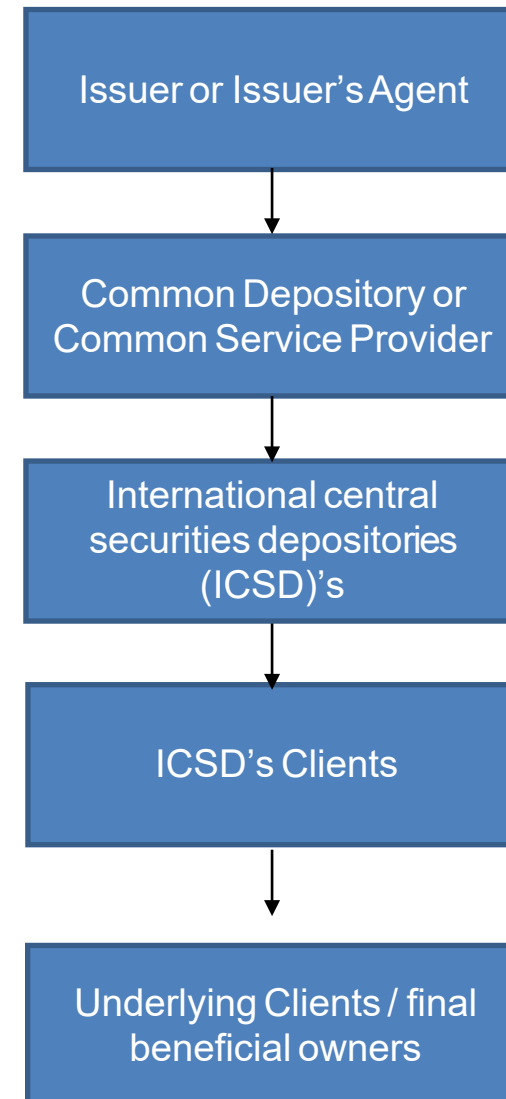 Issuer or Issuer’s Agent
Common Depository or
Common Service Provider
International central
securities depositories
(ICSD)’s
ICSD’s Clients
Underlying Clients / final
beneficial owners